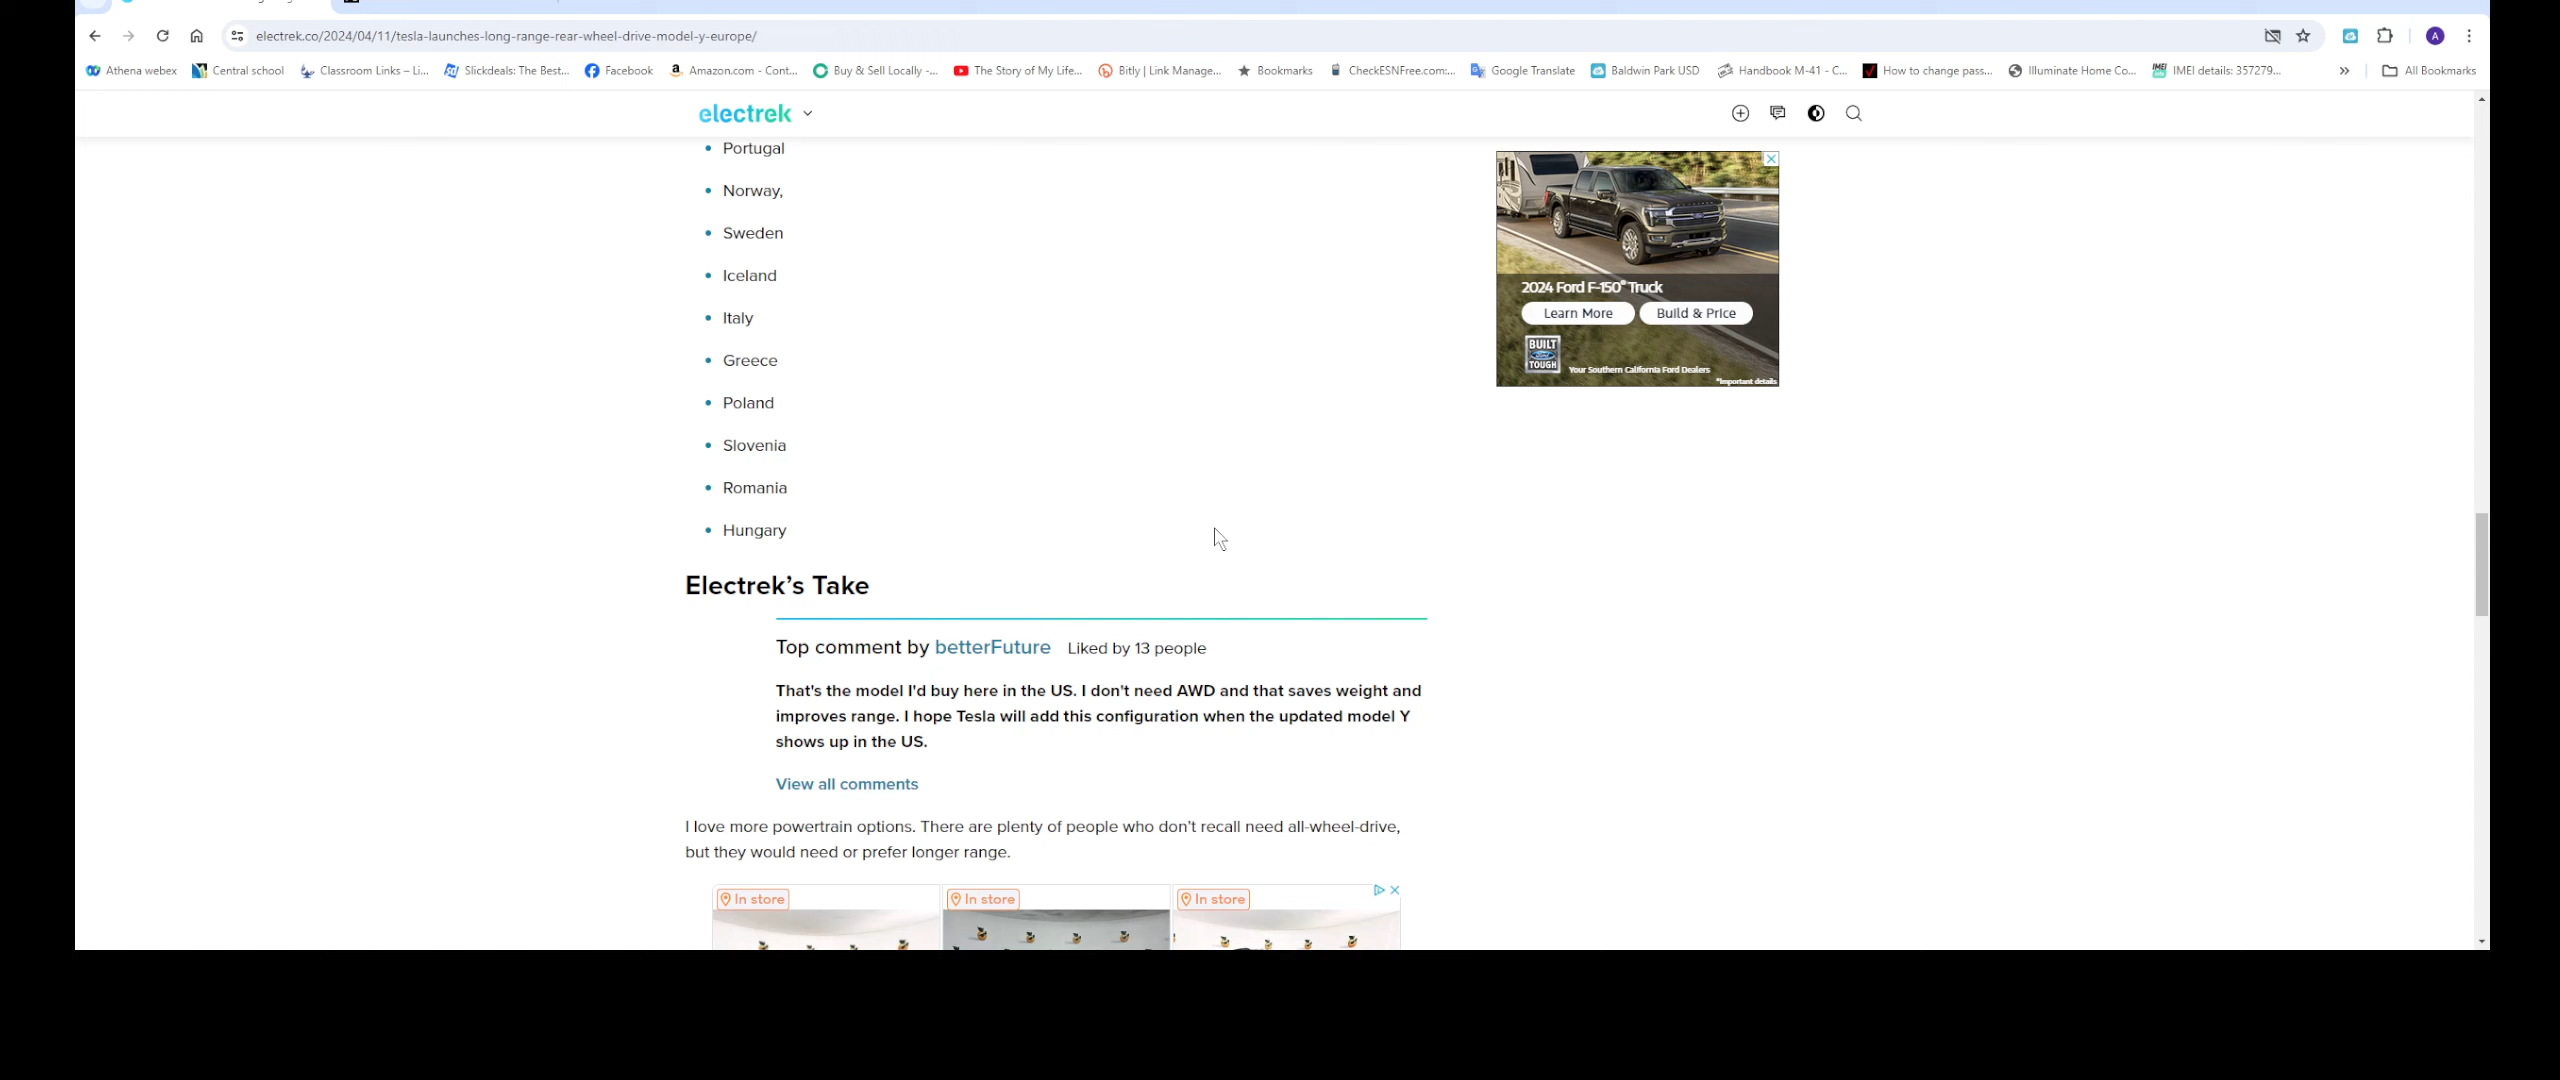 electrek.co/2024/04/11/tesla-launches-long-range-rear-wheel-drive-model-y-europe/
A
Athena webex
Central school
Classroom Links – Li...
Slickdeals: The Best...
Facebook
Amazon.com - Cont...
Buy & Sell Locally -...
The Story of My Life...
Bitly | Link Manage...
Bookmarks
CheckESNFree.com:...
Google Translate
Baldwin Park USD
Handbook M-41 - C...
How to change pass...
Illuminate Home Co...
IMEI
IMEI details: 357279...
All Bookmarks
electrek
Portugal
Norway,
Sweden
Iceland
Italy
Greece
Poland
Slovenia
Romania
Hungary
2024 Ford F-150® Truck
Learn More
Build & Price
BUILT
Ford
TOUGH
Your Southern California Ford Dealers
*Important details
Electrek’s Take
Top comment by betterFuture Liked by 13 people
That's the model I'd buy here in the US. I don't need AWD and that saves weight and
improves range. I hope Tesla will add this configuration when the updated model Y
shows up in the US.
View all comments
I love more powertrain options. There are plenty of people who don’t recall need all-wheel-drive,
but they would need or prefer longer range.
In store
In store
In store